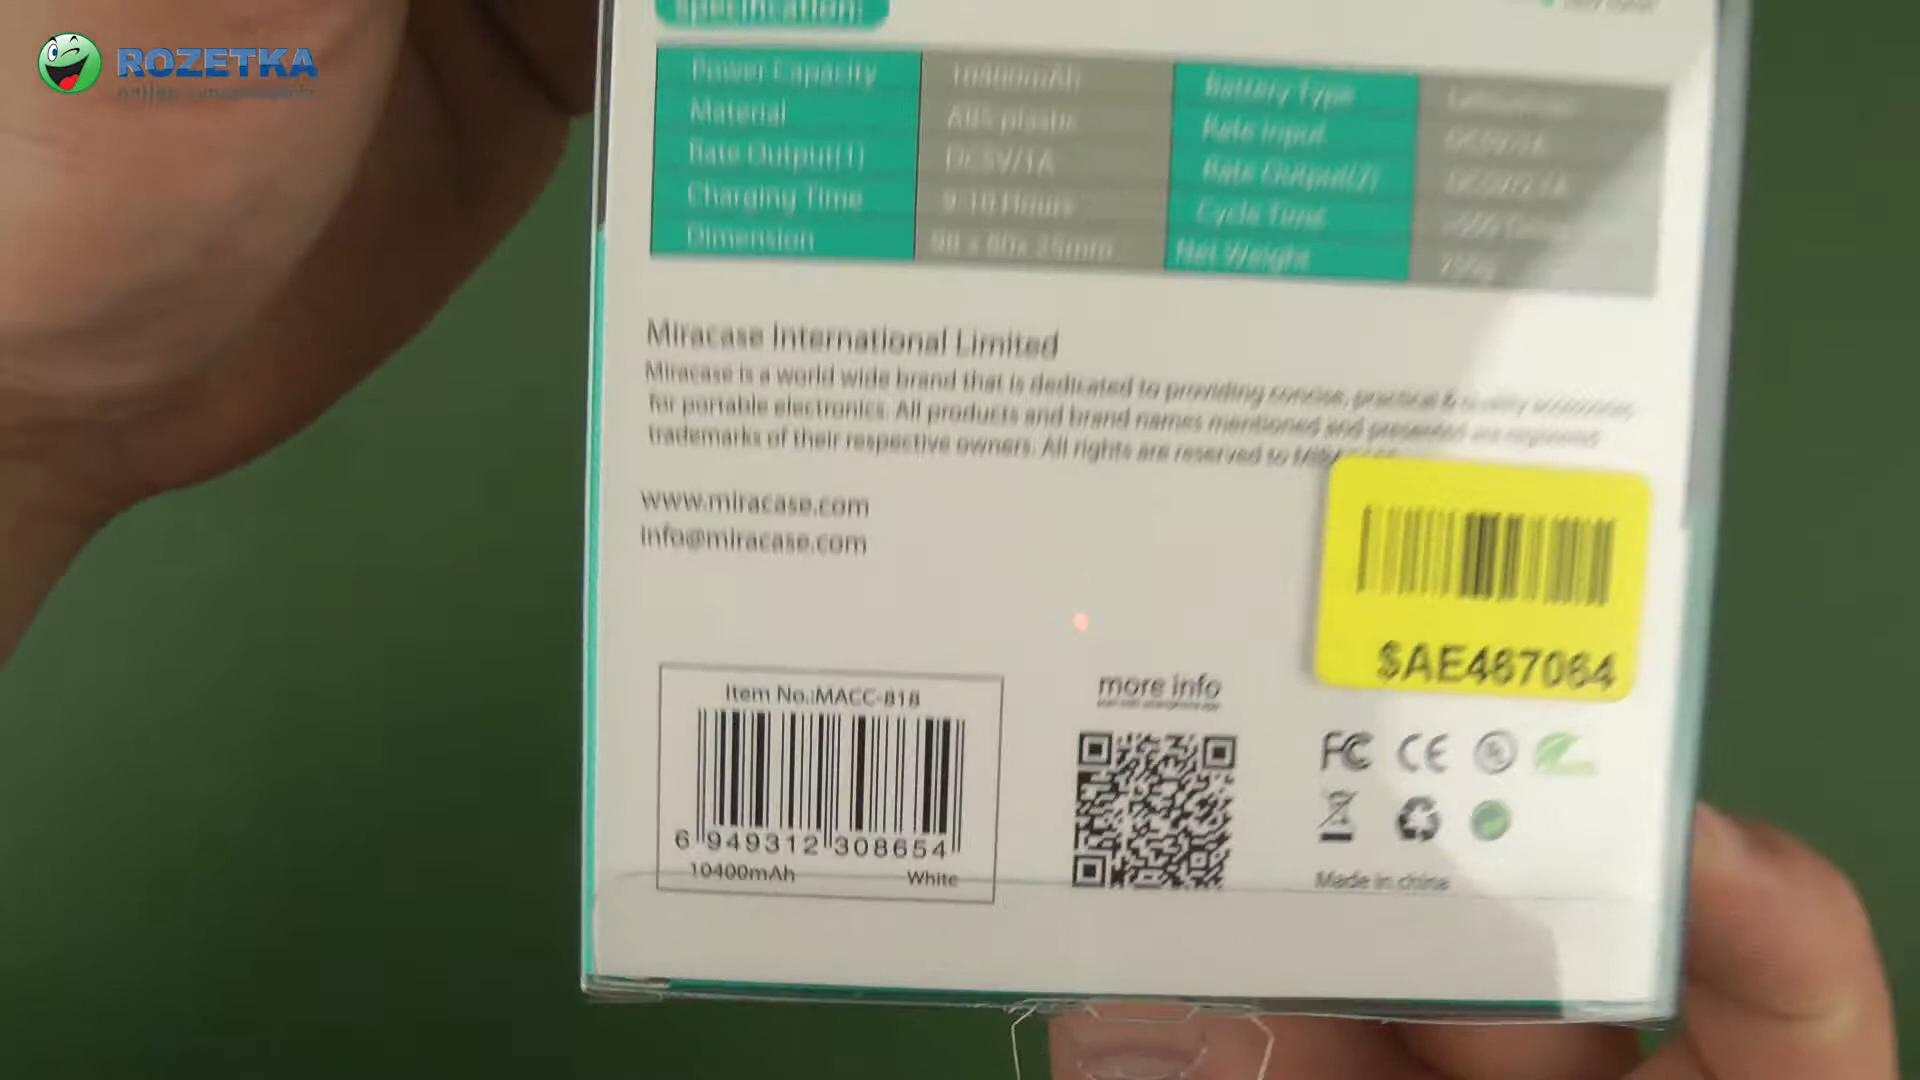 ROZETKA
specification:
Power Capacity 10400mAh Battery Type
Material ABS plastic Rate Input
Rate Output(1) DC5V/1A Rate Output(2)
Charging Time 9-10 Hours Cycle Time
Dimension 98 x 80x 25mm Net Weight
Miracase International Limited
Miracase is a world wide brand that is dedicated to providing concise, practical & quality accessories
for portable electronics. All products and brand names mentioned and presented are registered
trademarks of their respective owners. All rights are reserved to
www.miracase.com
info@miracase.com
SAE467064
Item No.:MACC-818
6 949312 308654
10400mAh White
more info
FC CE
Made in china